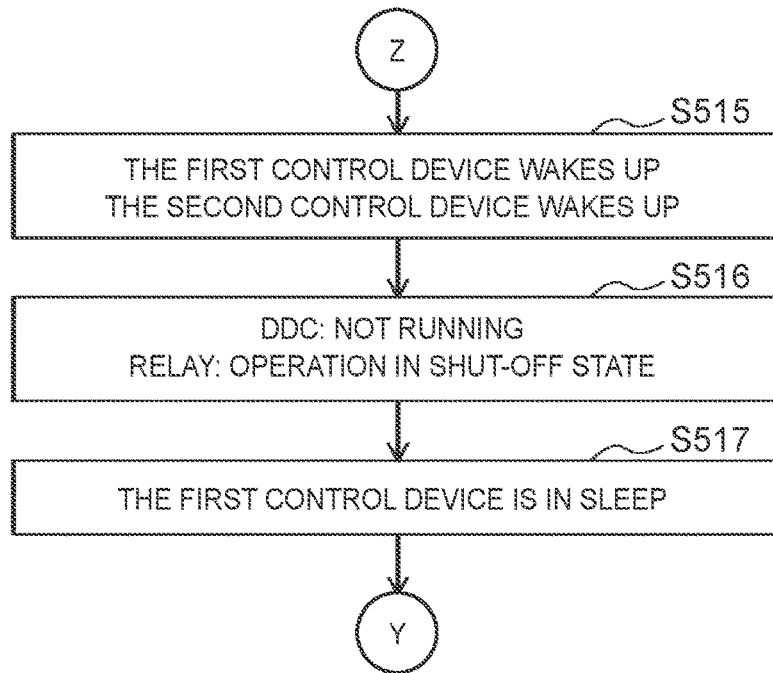 Z
S515
THE FIRST CONTROL DEVICE WAKES UP
THE SECOND CONTROL DEVICE WAKES UP
S516
DDC: NOT RUNNING
RELAY: OPERATION IN SHUT-OFF STATE
S517
THE FIRST CONTROL DEVICE IS IN SLEEP
Y